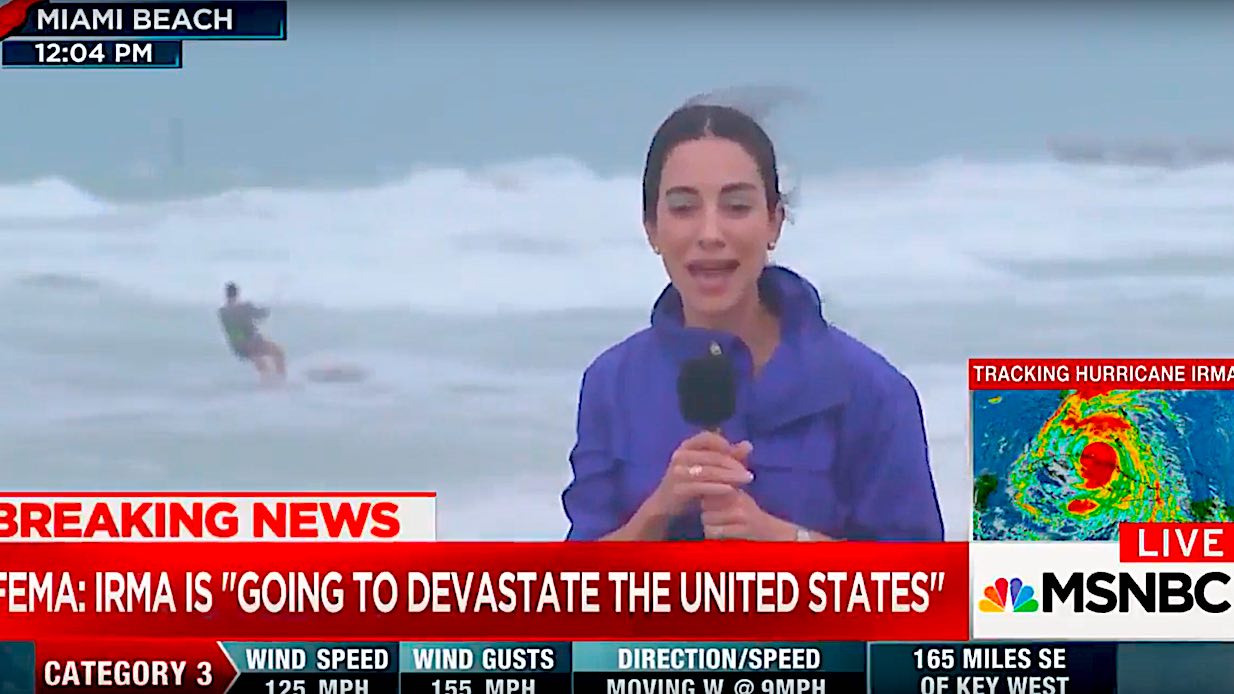 MIAMI BEACH
12:04 PM
TRACKING HURRICANE IRMA
BREAKING NEWS
LIVE
FEMA: IRMA IS "GOING TO DEVASTATE THE UNITED STATES"
MSNBC
CATEGORY 3
WIND SPEED
125 MPH
WIND GUSTS
155 MPH
DIRECTION/SPEED
MOVING W @ 9MPH
165 MILES SE
OF KEY WEST